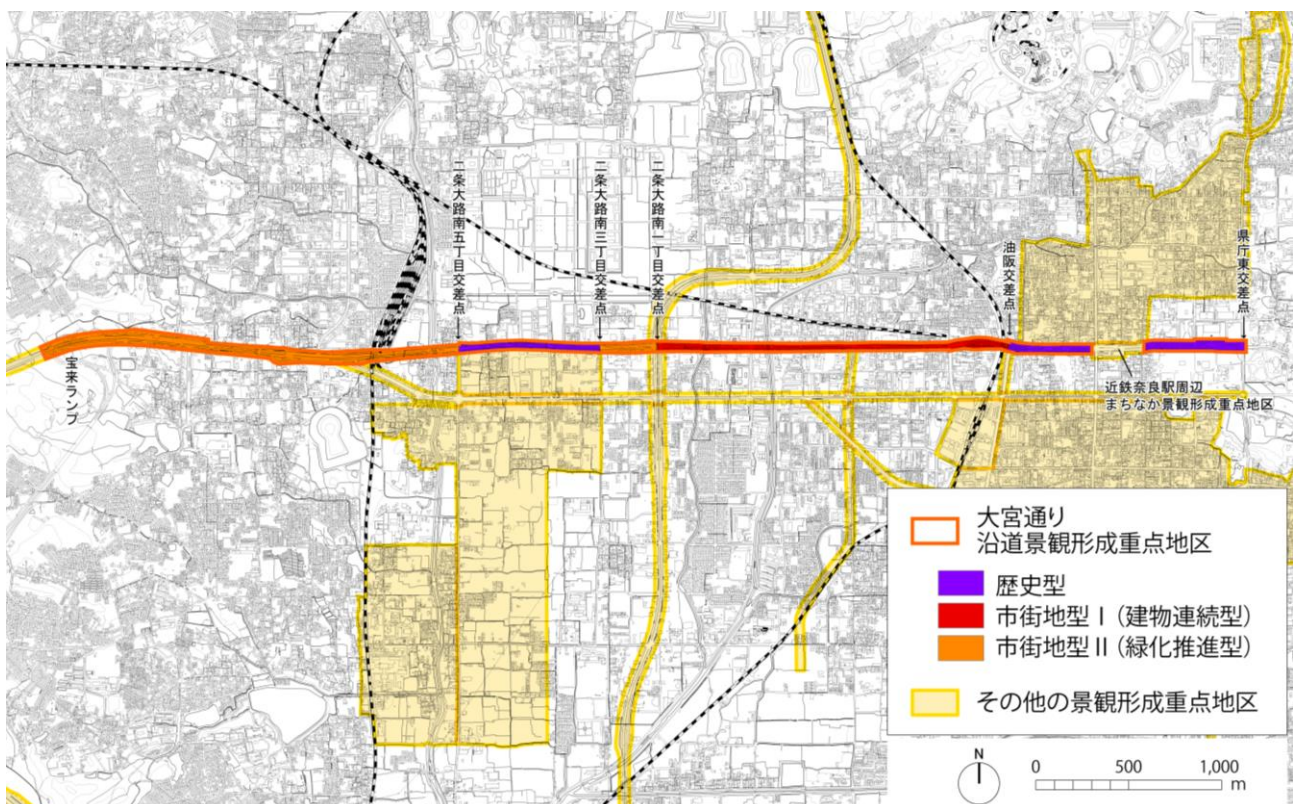 二条大路南五丁目交差点
二条大路南三丁目交差点
二条大路南一丁目交差点
油阪交差点
県庁東交差点
宝来ランプ
近鉄奈良駅周辺
まちなか景観形成重点地区
大宮通り
沿道景観形成重点地区
歴史型
市街地型Ⅰ(建物連続型)
市街地型Ⅱ(緑化推進型)
その他の景観形成重点地区
N
0 500 1,000
m